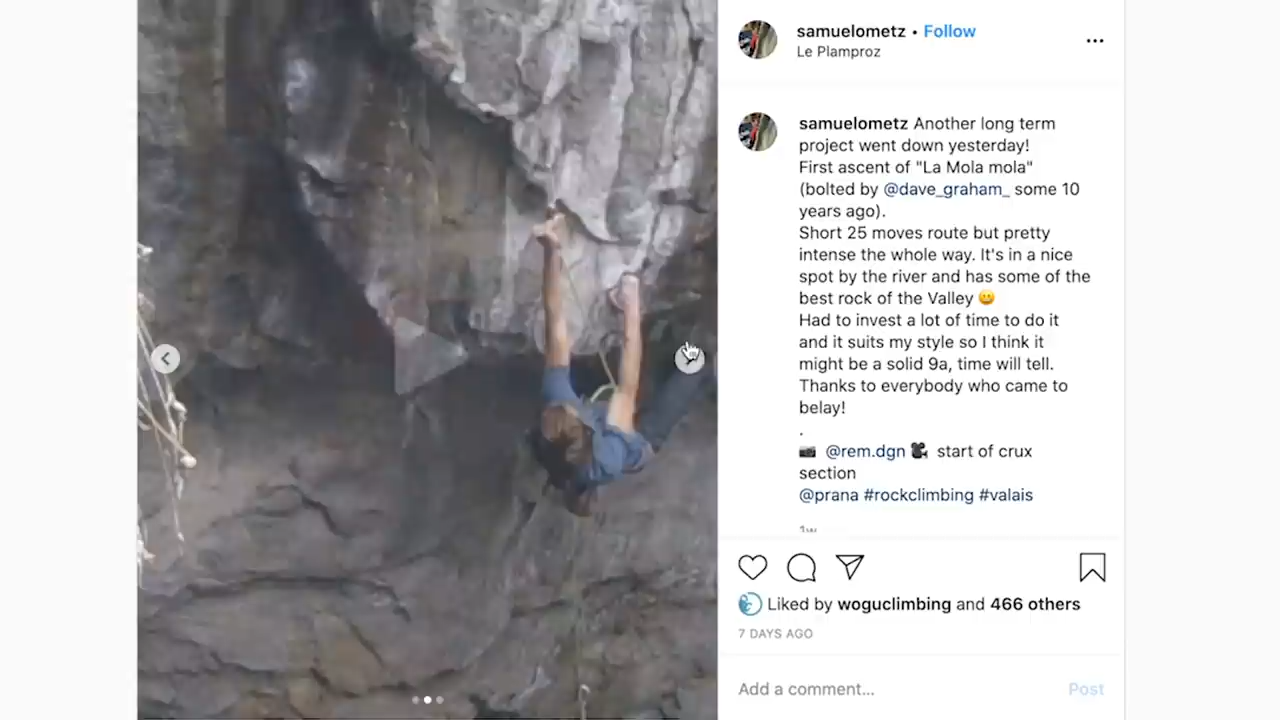 samuelometz • Follow
Le Plamproz
samuelometz Another long term
project went down yesterday!
First ascent of "La Mola mola"
(bolted by @dave_graham_ some 10
years ago).
Short 25 moves route but pretty
intense the whole way. It's in a nice
spot by the river and has some of the
best rock of the Valley 😀
Had to invest a lot of time to do it
and it suits my style so I think it
might be a solid 9a, time will tell.
Thanks to everybody who came to
belay!
.
📷 @rem.dgn 🎥 start of crux
section
@prana #rockclimbing #valais
1w
Liked by woguclimbing and 466 others
7 DAYS AGO
Add a comment...
Post